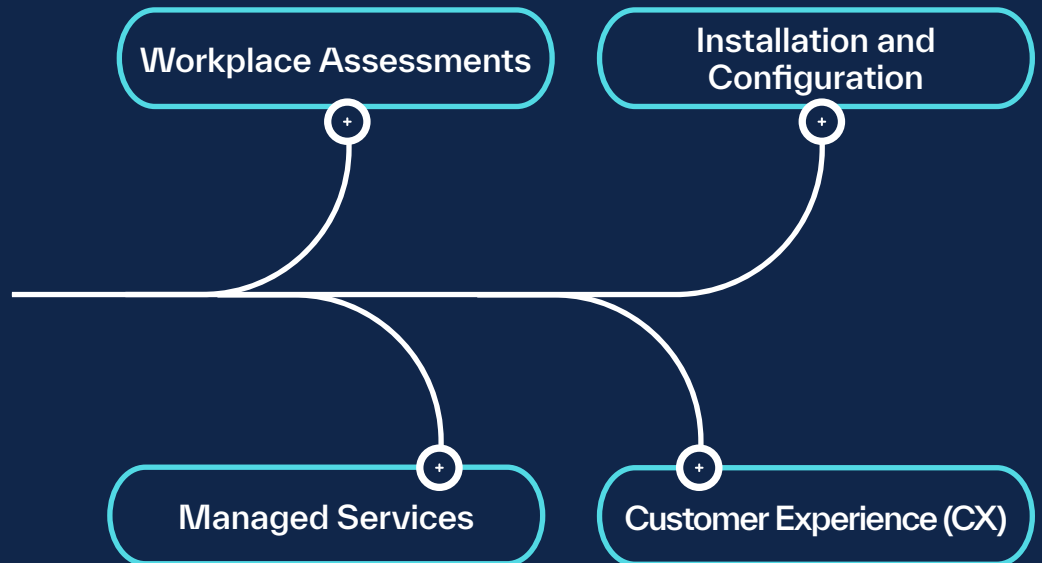 Workplace Assessments
Installation and
Configuration
Managed Services
Customer Experience (CX)